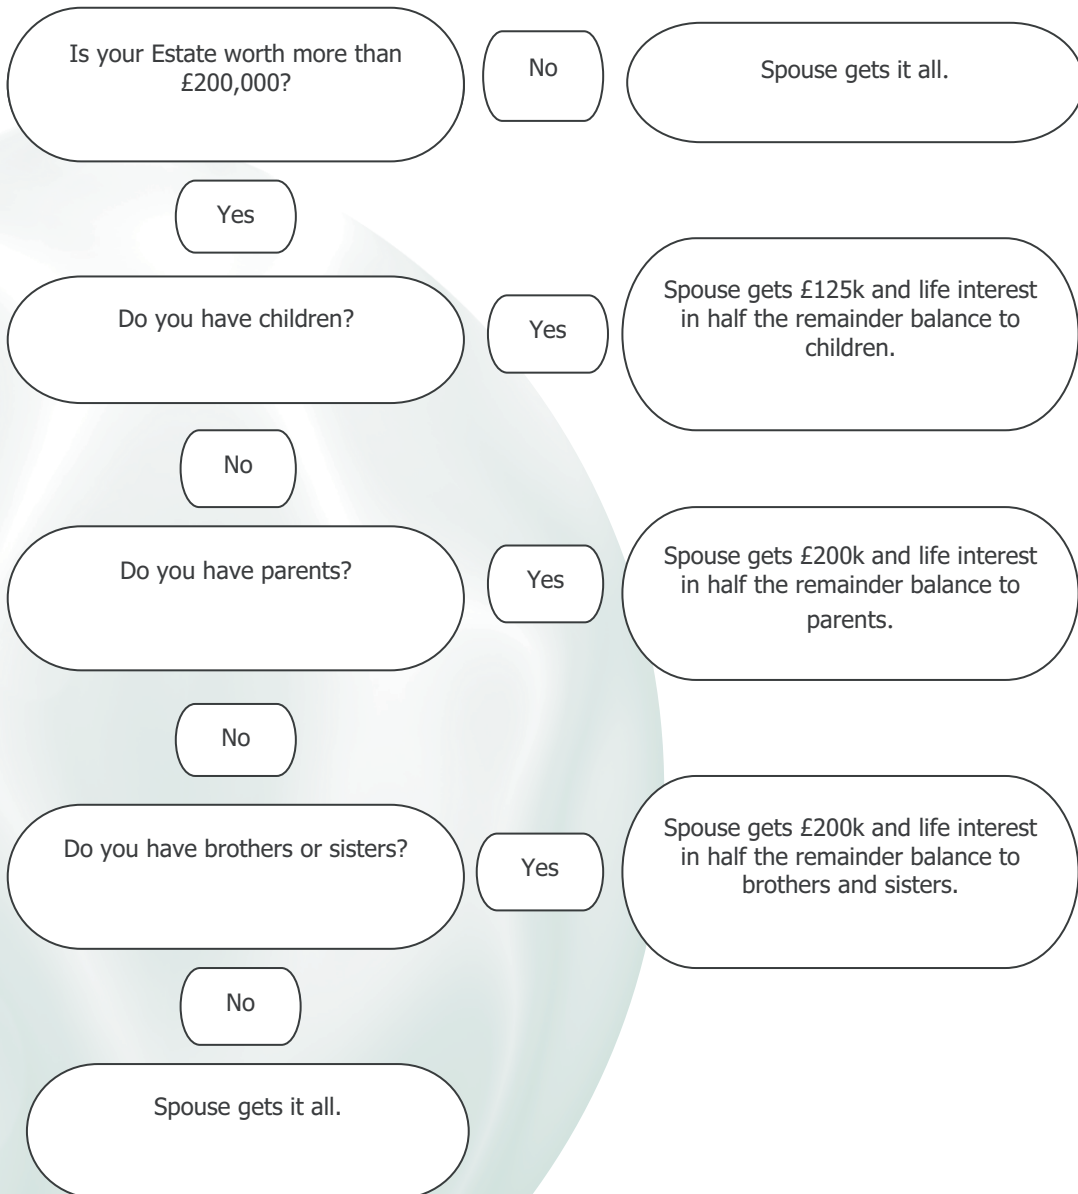 Is your Estate worth more than
£200,000?
No
Spouse gets it all.
Yes
Do you have children?
Yes
Spouse gets £125k and life interest
in half the remainder balance to
children.
No
Do you have parents?
Yes
Spouse gets £200k and life interest
in half the remainder balance to
parents.
No
Do you have brothers or sisters?
Yes
Spouse gets £200k and life interest
in half the remainder balance to
brothers and sisters.
No
Spouse gets it all.